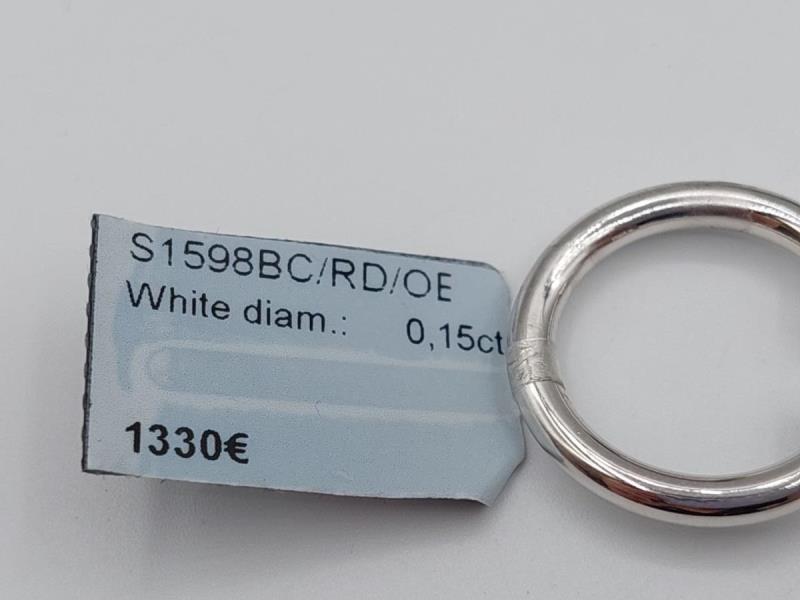 S1598BC/RD/OE
White diam.: 0,15ct
1330€